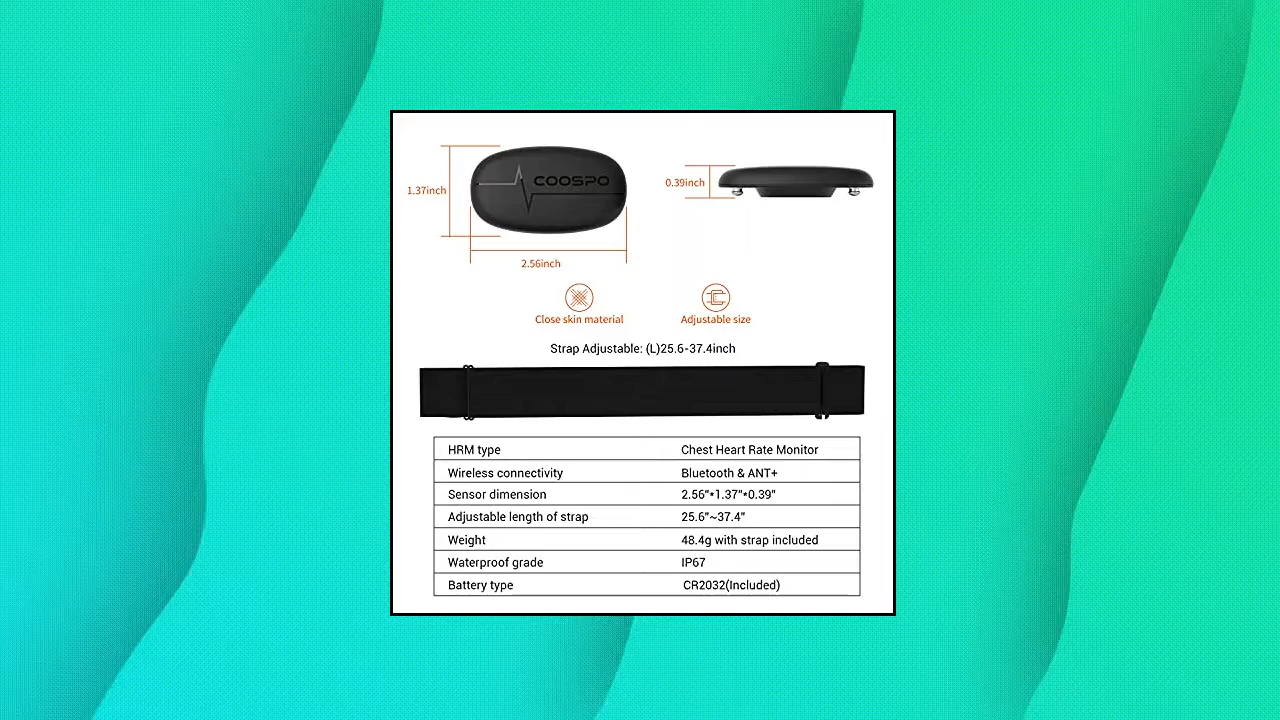 1.37inch
COOSPO
0.39inch
2.56inch
Close skin material
Adjustable size
Strap Adjustable: (L)25.6-37.4inch
HRM type Chest Heart Rate Monitor
Wireless connectivity Bluetooth & ANT+
Sensor dimension 2.56"*1.37"*0.39"
Adjustable length of strap 25.6"~37.4"
Weight 48.4g with strap included
Waterproof grade IP67
Battery type CR2032(Included)